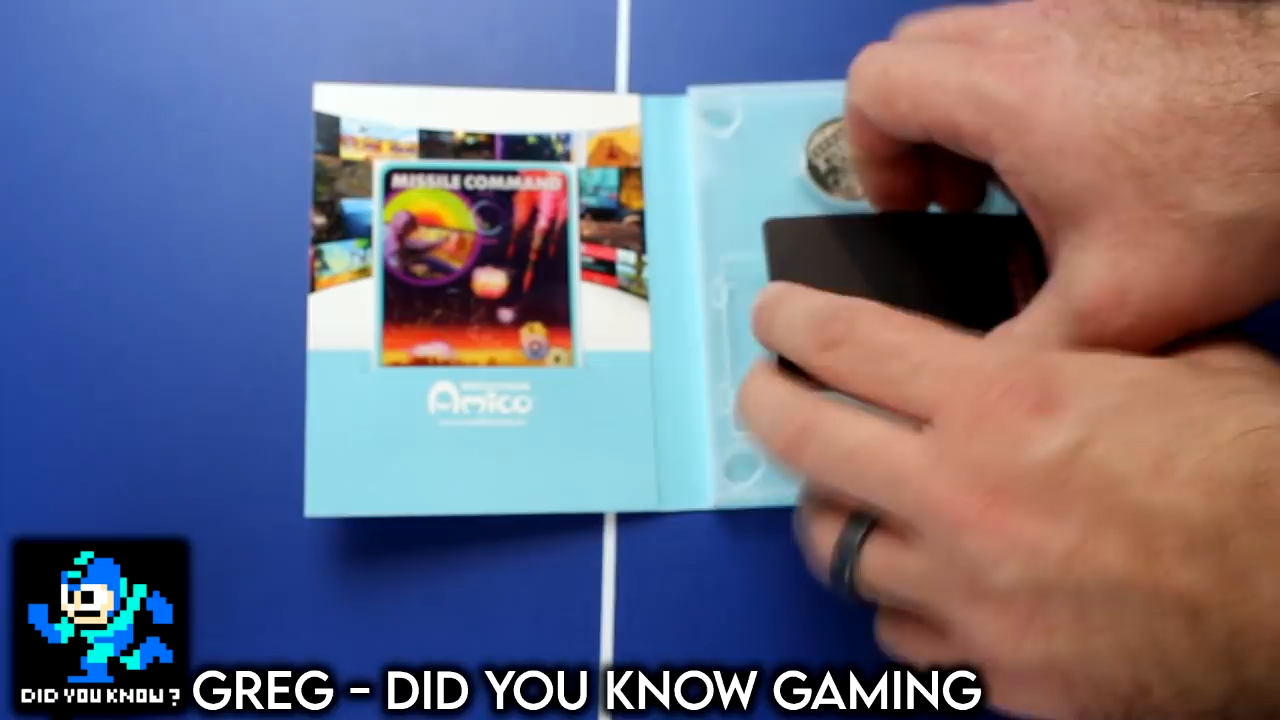 MISSILE COMMAND
Amico
DID YOU KNOW?
GREG - DID YOU KNOW GAMING